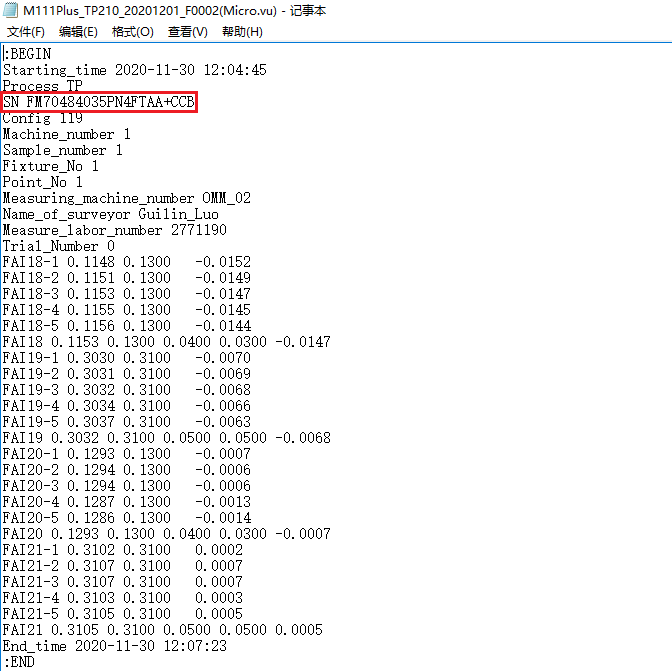 M111Plus_TP210_20201201_F0002(Micro.vu) - 记事本
文件(F) 编辑(E) 格式(O) 查看(V) 帮助(H)
:BEGIN
Starting_time 2020-11-30 12:04:45
Process TP
SN FM70484035PN4FTAA+CCB
Config 119
Machine_number 1
Sample_number 1
Fixture_No 1
Point_No 1
Measuring_machine_number OMM_02
Name_of_surveyor Guilin_Luo
Measure_labor_number 2771190
Trial_Number 0
FAI18-1 0.1148 0.1300   -0.0152
FAI18-2 0.1151 0.1300   -0.0149
FAI18-3 0.1153 0.1300   -0.0147
FAI18-4 0.1155 0.1300   -0.0145
FAI18-5 0.1156 0.1300   -0.0144
FAI18 0.1153 0.1300 0.0400 0.0300 -0.0147
FAI19-1 0.3030 0.3100   -0.0070
FAI19-2 0.3031 0.3100   -0.0069
FAI19-3 0.3032 0.3100   -0.0068
FAI19-4 0.3034 0.3100   -0.0066
FAI19-5 0.3037 0.3100   -0.0063
FAI19 0.3032 0.3100 0.0500 0.0500 -0.0068
FAI20-1 0.1293 0.1300   -0.0007
FAI20-2 0.1294 0.1300   -0.0006
FAI20-3 0.1294 0.1300   -0.0006
FAI20-4 0.1287 0.1300   -0.0013
FAI20-5 0.1286 0.1300   -0.0014
FAI20 0.1293 0.1300 0.0400 0.0300 -0.0007
FAI21-1 0.3102 0.3100   0.0002
FAI21-2 0.3107 0.3100   0.0007
FAI21-3 0.3107 0.3100   0.0007
FAI21-4 0.3103 0.3100   0.0003
FAI21-5 0.3105 0.3100   0.0005
FAI21 0.3105 0.3100 0.0500 0.0500 0.0005
End_time 2020-11-30 12:07:23
:END